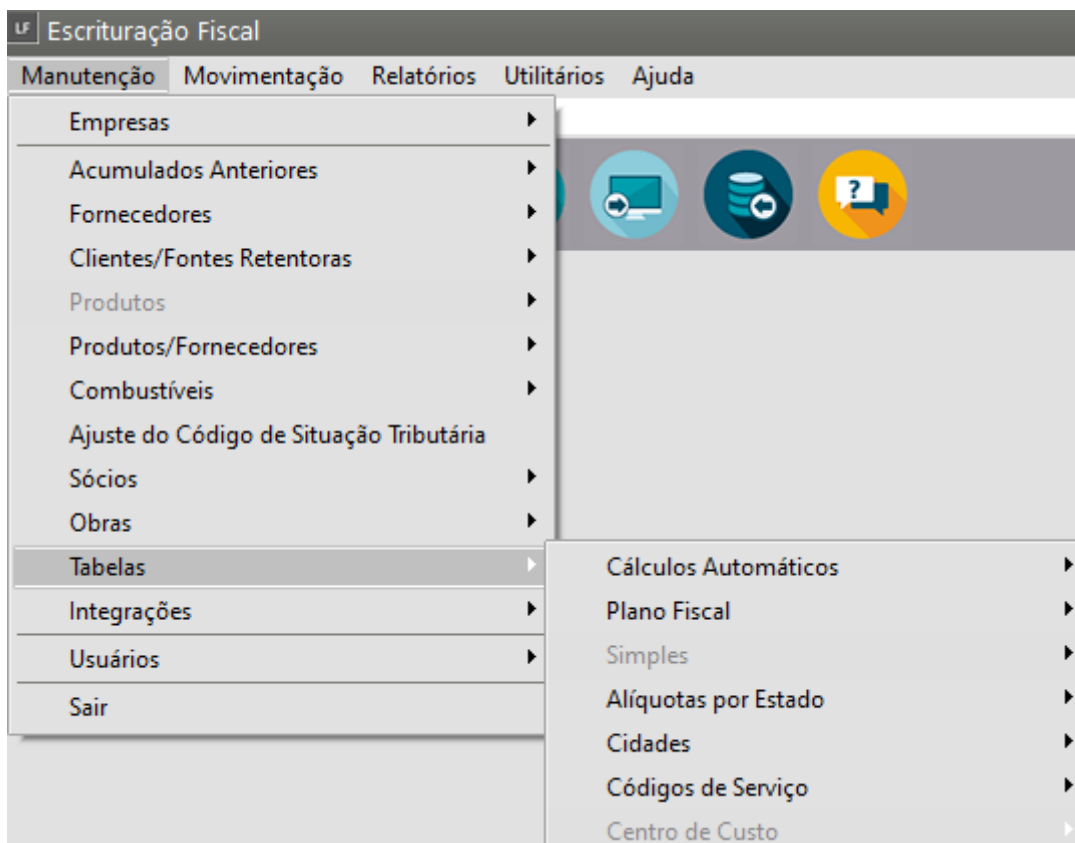 LF Escrituração Fiscal
Manutenção Movimentação Relatórios Utilitários Ajuda
Empresas
Acumulados Anteriores
Fornecedores
Clientes/Fontes Retentoras
Produtos
Produtos/Fornecedores
Combustíveis
Ajuste do Código de Situação Tributária
Sócios
Obras
Tabelas
Integrações
Usuários
Sair
Cálculos Automáticos
Plano Fiscal
Simples
Alíquotas por Estado
Cidades
Códigos de Serviço
Centro de Custo
?